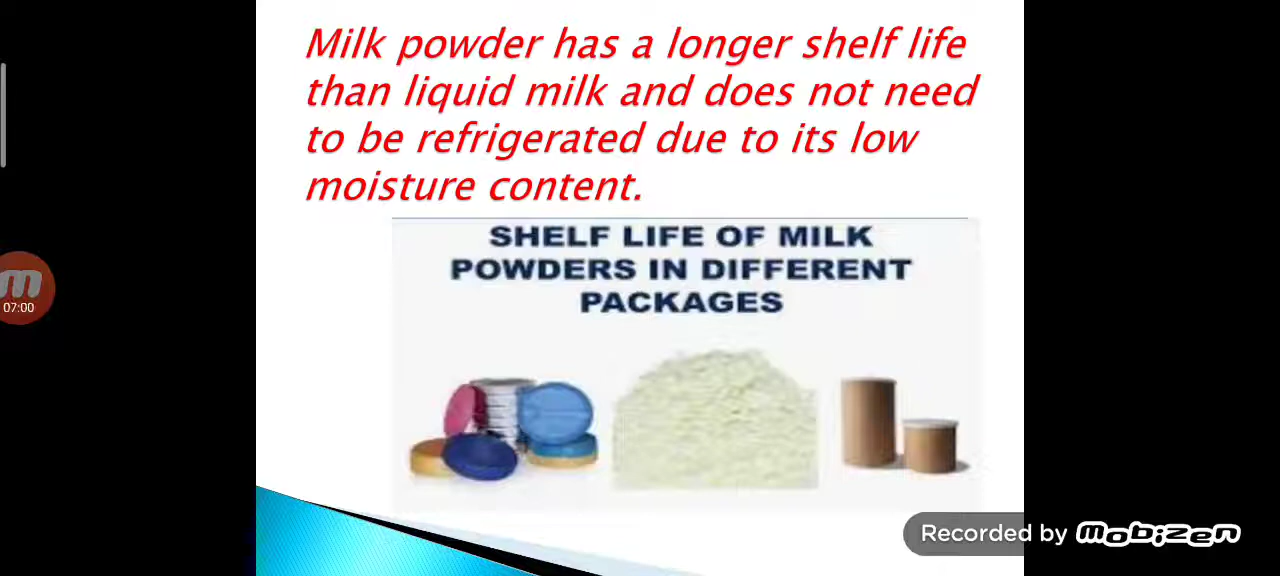 Milk powder has a longer shelf life
than liquid milk and does not need
to be refrigerated due to its low
moisture content.
SHELF LIFE OF MILK
POWDERS IN DIFFERENT
PACKAGES
07:00
Recorded by mobizen